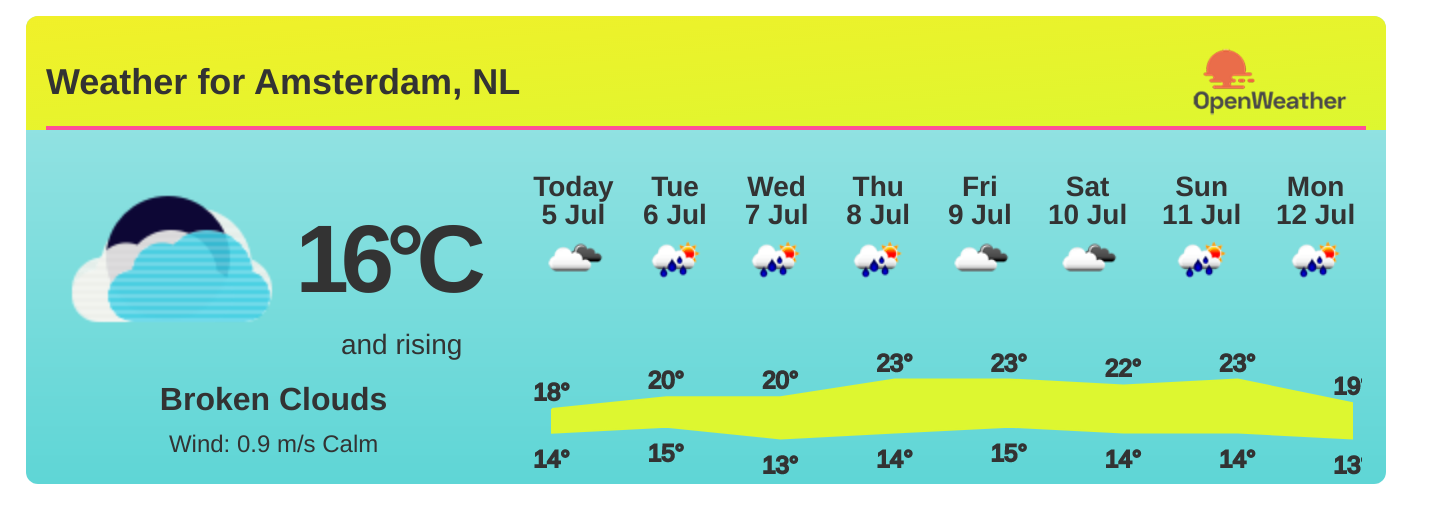 Weather for Amsterdam, NL
OpenWeather
16°C
and rising
Broken Clouds
Wind: 0.9 m/s Calm
Today Tue Wed Thu Fri Sat Sun Mon
5 Jul 6 Jul 7 Jul 8 Jul 9 Jul 10 Jul 11 Jul 12 Jul
18° 20° 20° 23° 23° 22° 23° 19°
14° 15° 13° 14° 15° 14° 14° 13°